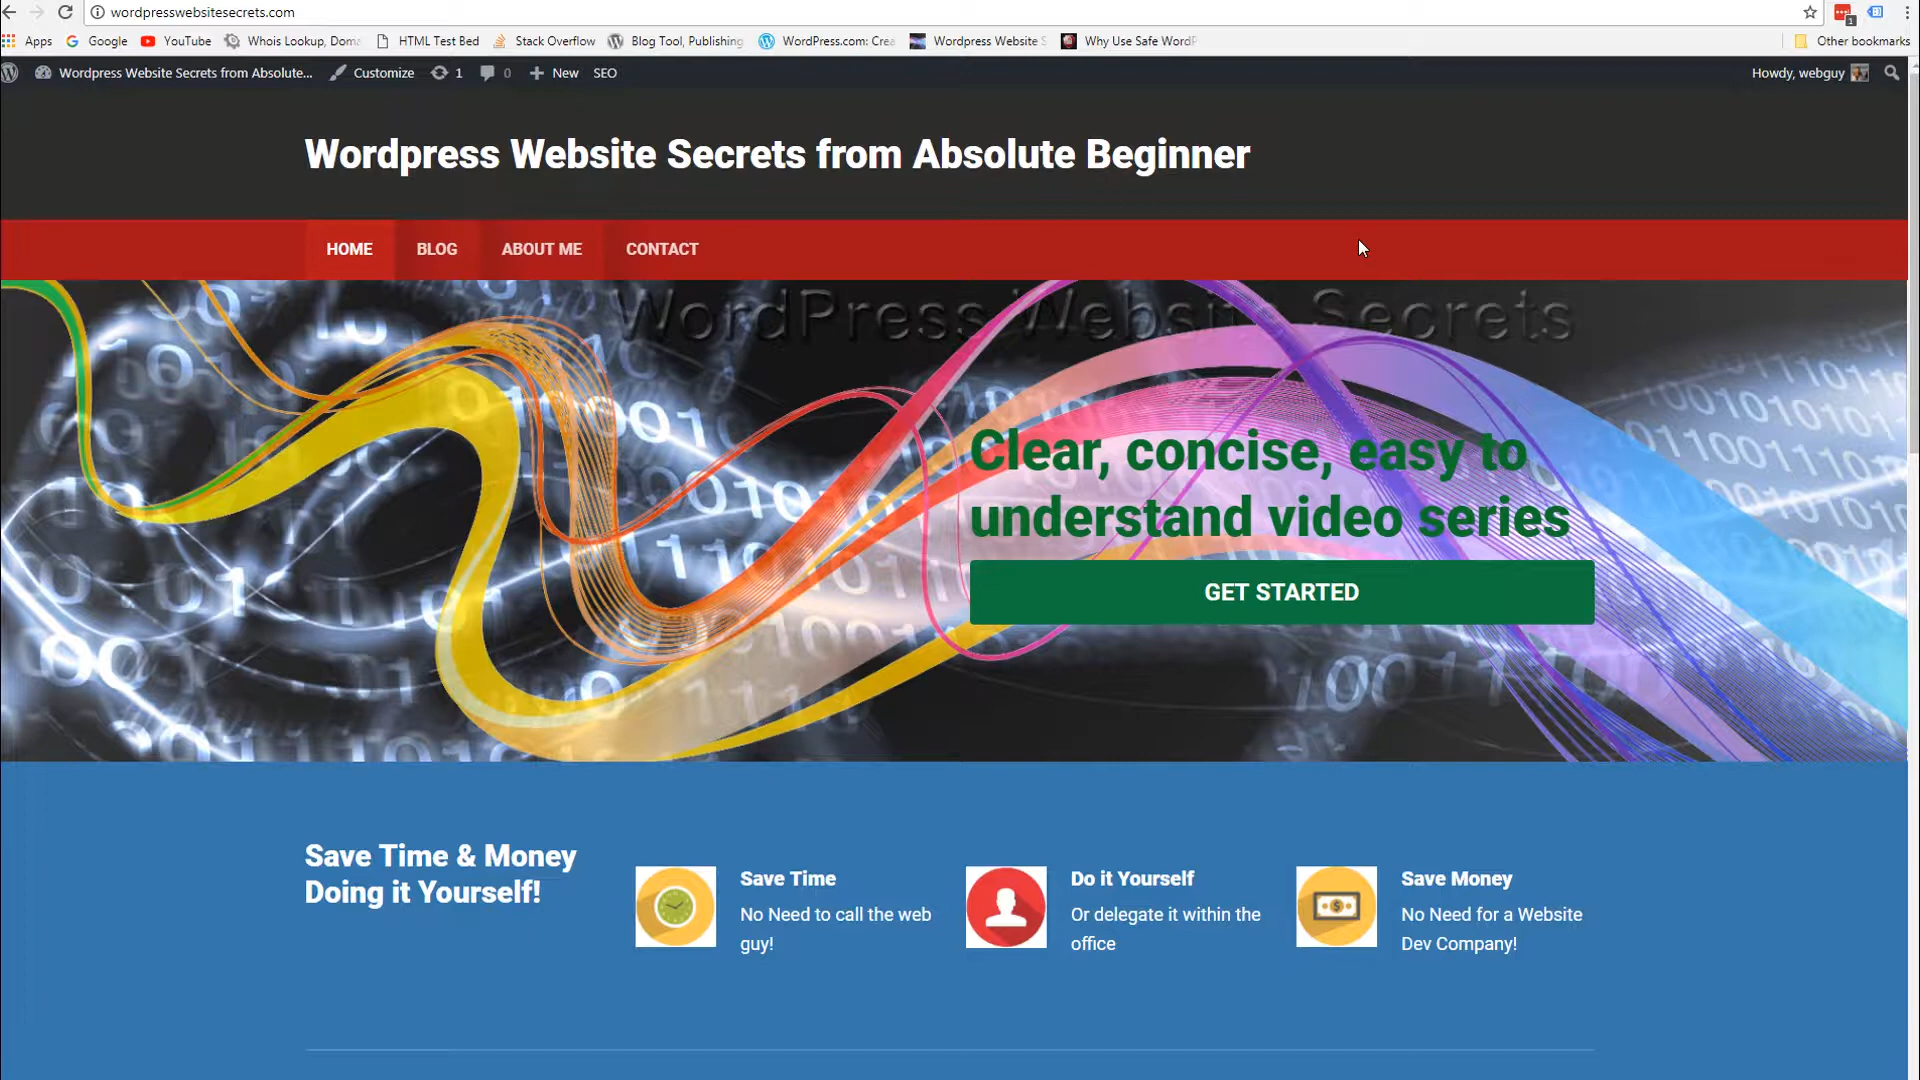 wordpresswebsitesecrets.com
Apps Google YouTube Whois Lookup, Doma HTML Test Bed Stack Overflow Blog Tool, Publishing WordPress.com: Crea Wordpress Website S Why Use Safe WordP Other bookmarks
Wordpress Website Secrets from Absolute... Customize 1 0 New SEO Howdy, webguy
Wordpress Website Secrets from Absolute Beginner
HOME BLOG ABOUT ME CONTACT
WordPress Website Secrets
Clear, concise, easy to
understand video series
GET STARTED
Save Time & Money
Doing it Yourself!
Save Time
No Need to call the web
guy!
Do it Yourself
Or delegate it within the
office
Save Money
No Need for a Website
Dev Company!